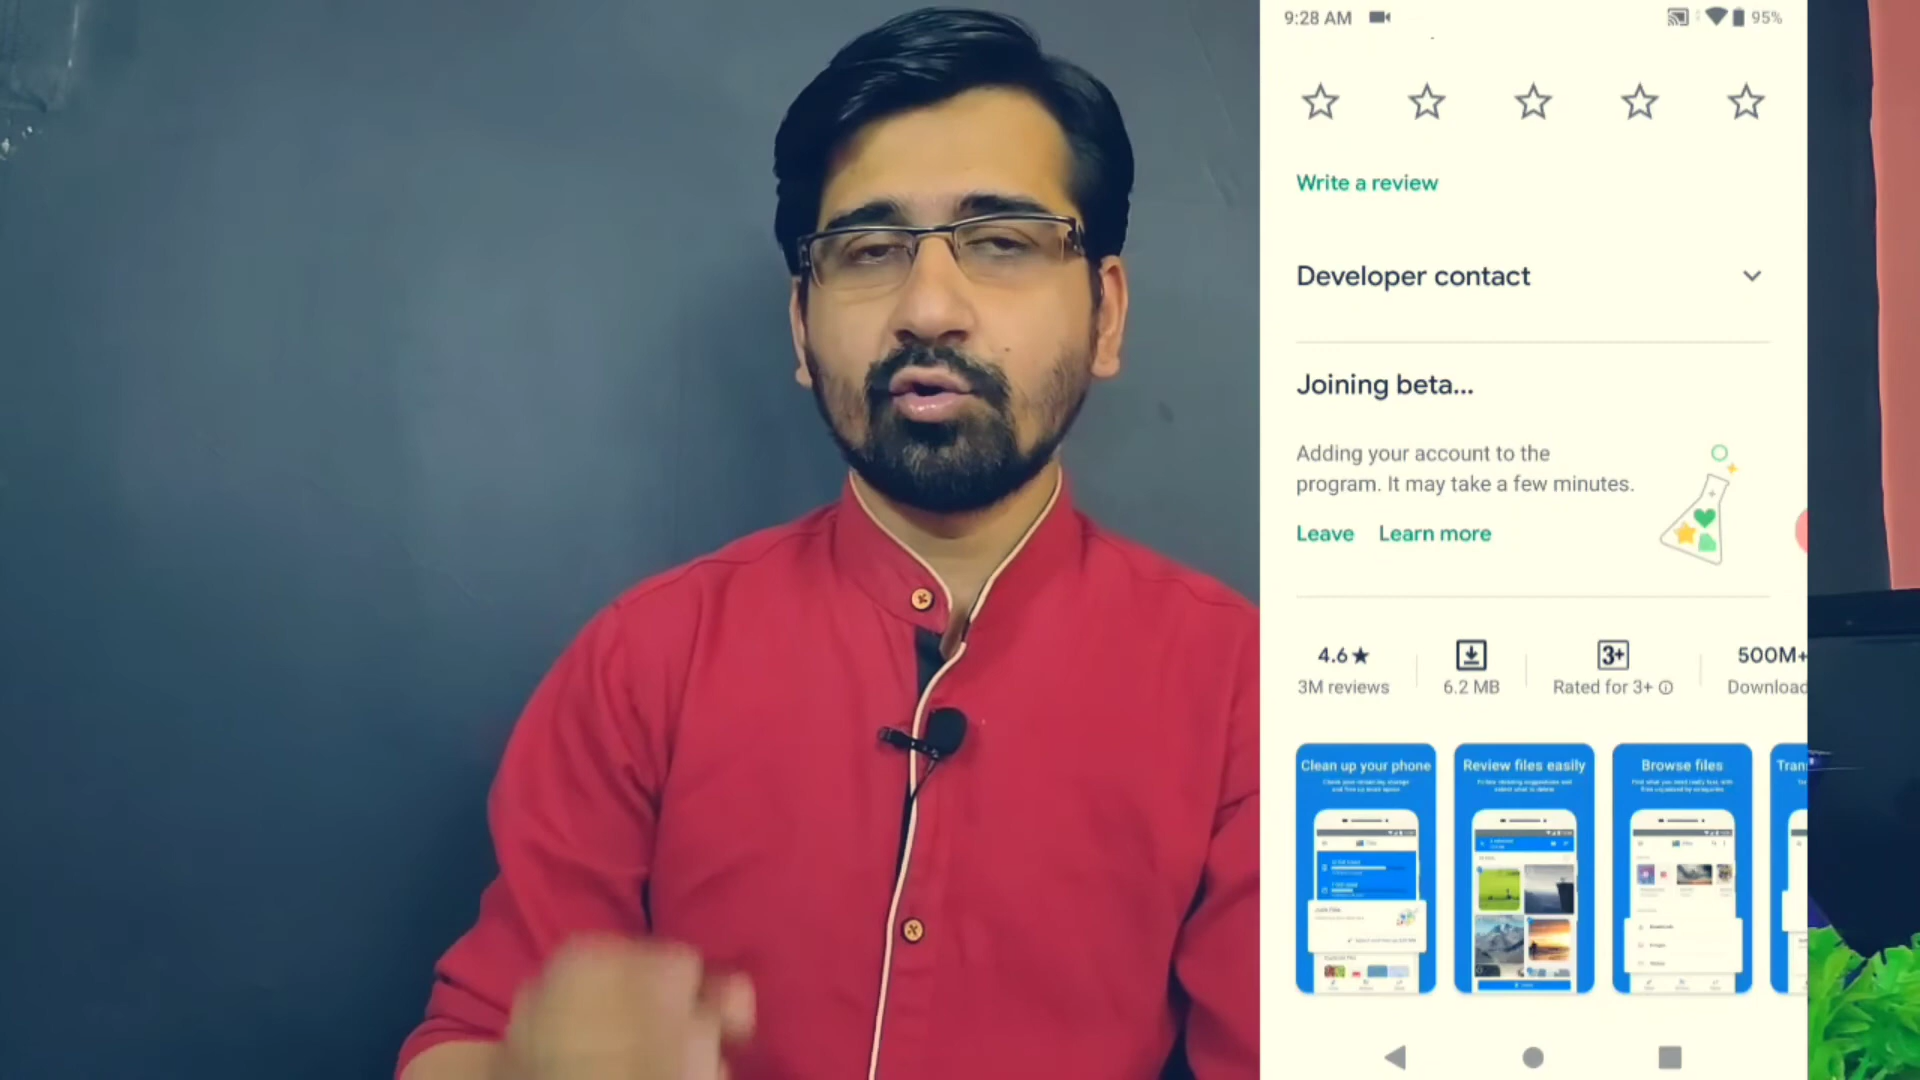 9:28 AM
95%
Write a review
Developer contact
Joining beta...
Adding your account to the
program. It may take a few minutes.
Leave Learn more
4.6★ 3+ 500M+
3M reviews 6.2 MB Rated for 3+ Download
Clean up your phone Review files easily Browse files Tran